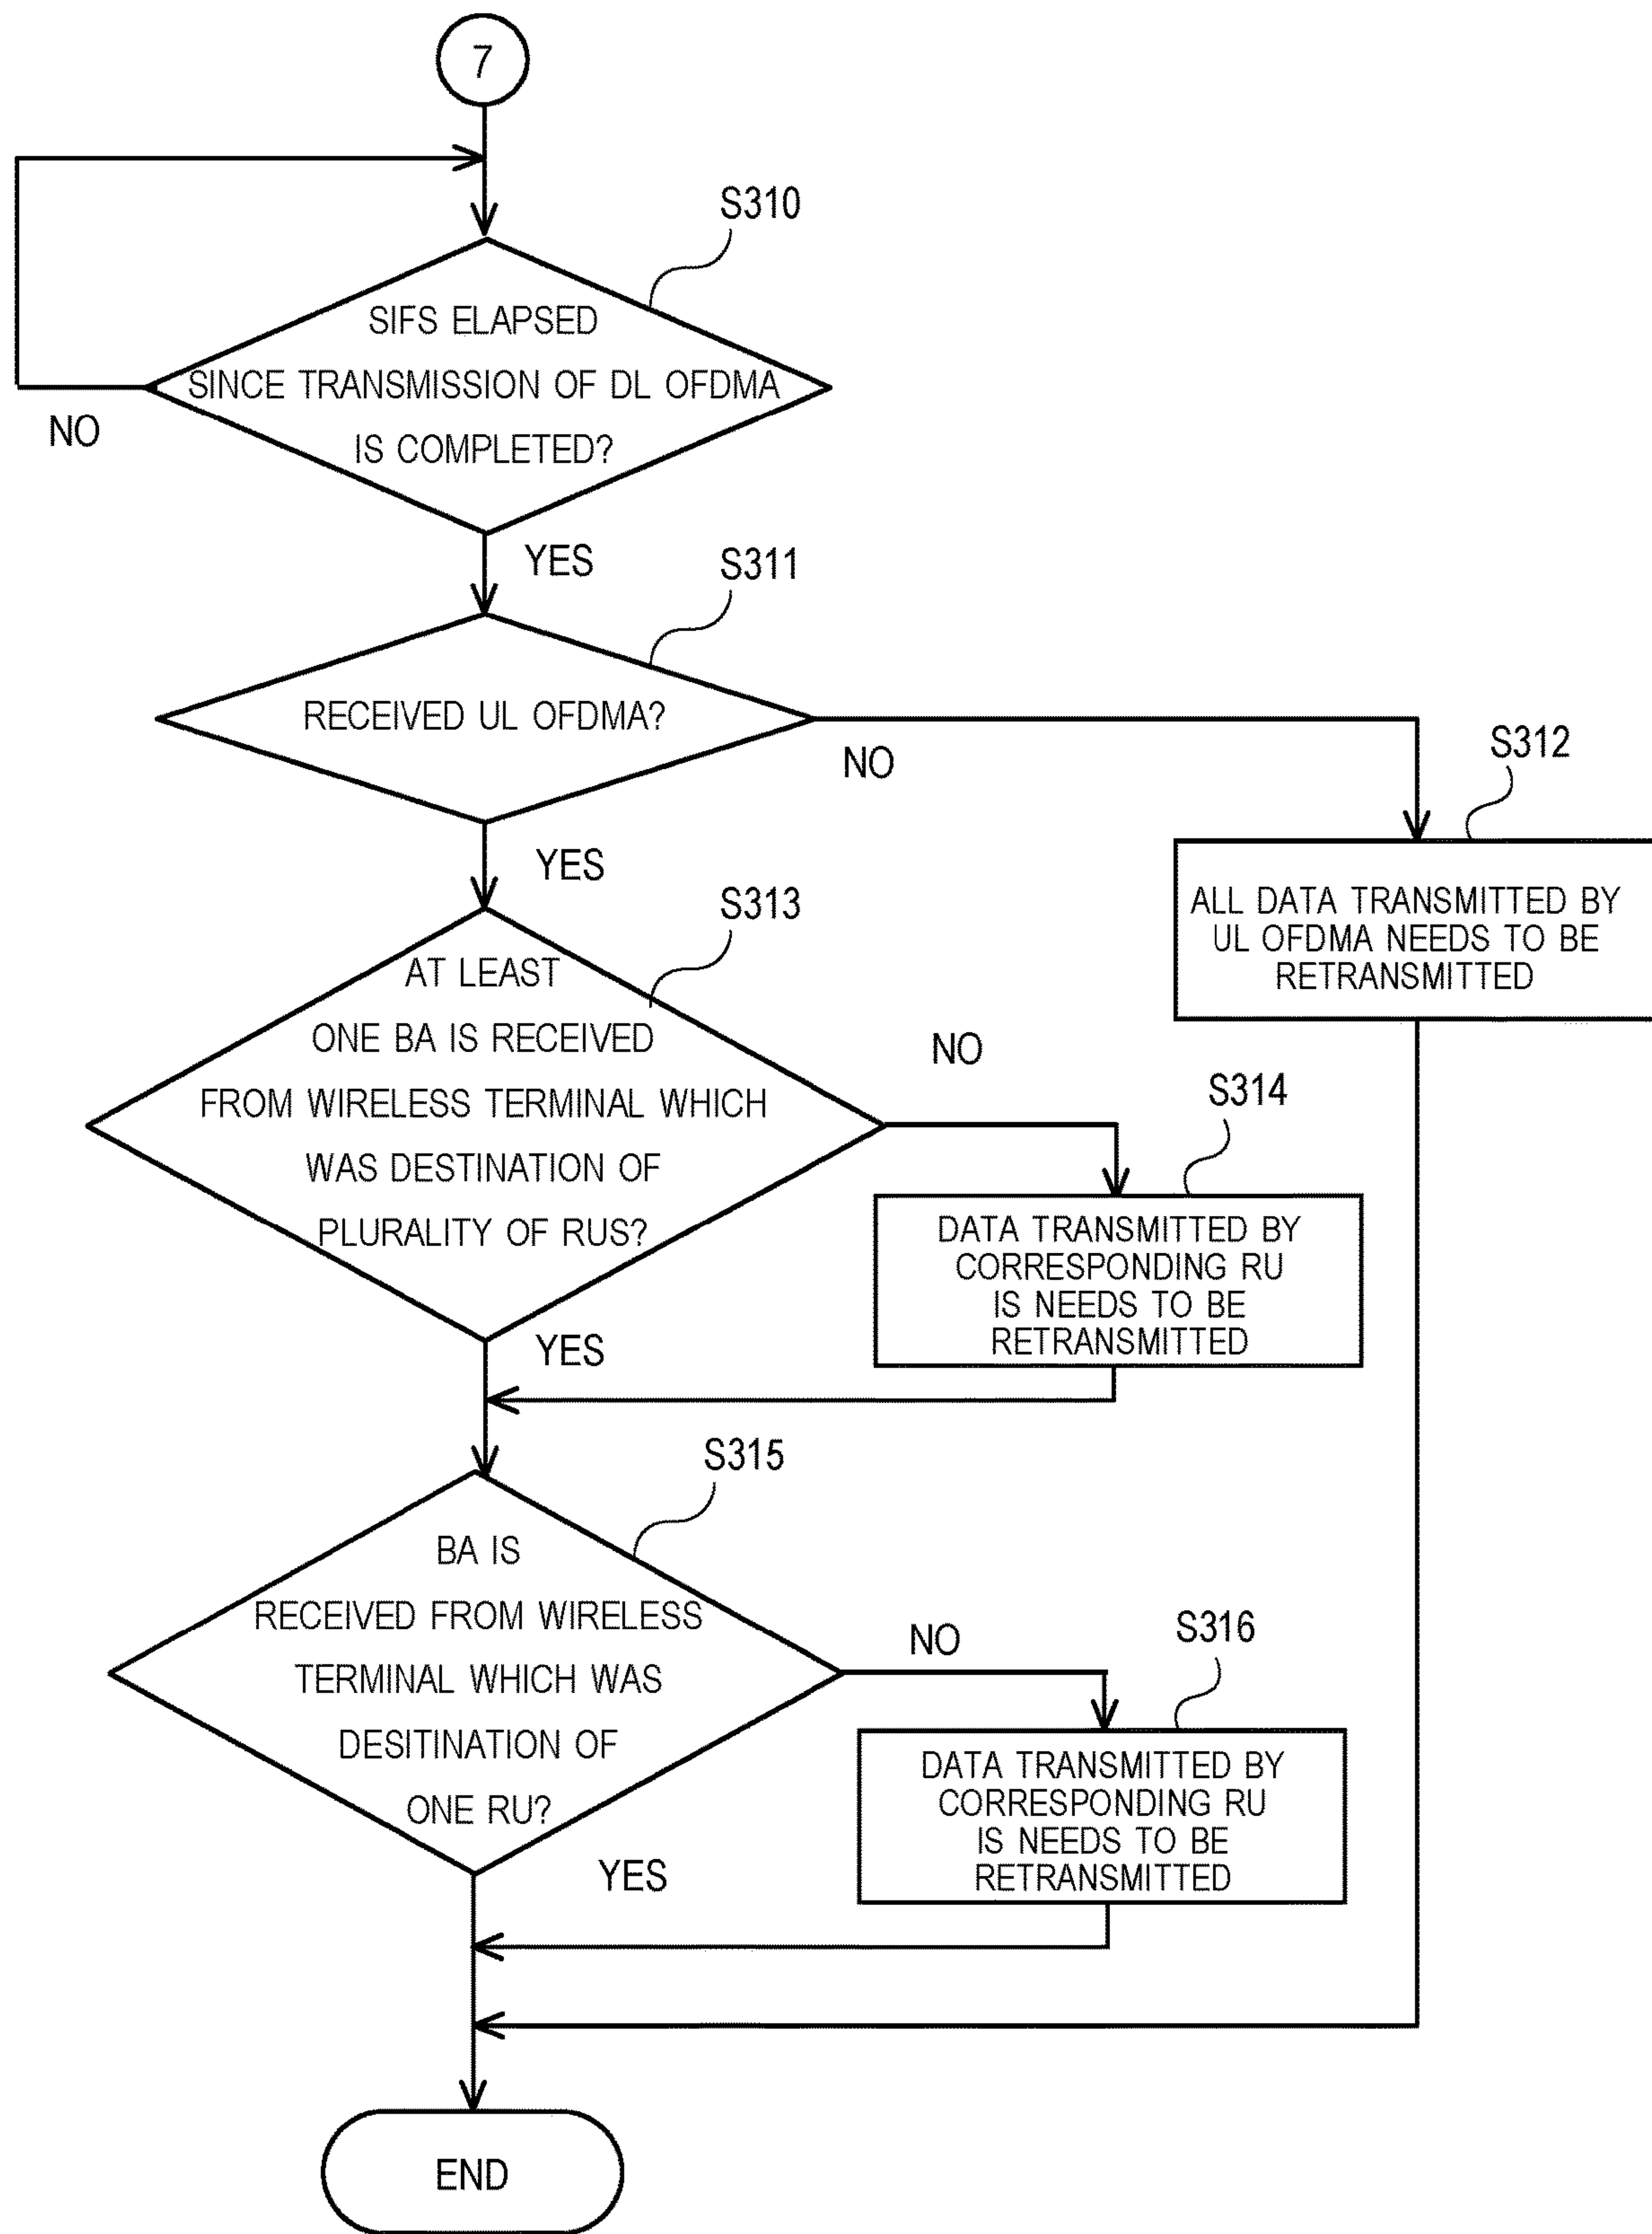 7
S310
SIFS ELAPSED
SINCE TRANSMISSION OF DL OFDMA
IS COMPLETED?
NO
YES
S311
RECEIVED UL OFDMA?
NO
S312
YES
ALL DATA TRANSMITTED BY
UL OFDMA NEEDS TO BE
RETRANSMITTED
S313
AT LEAST
ONE BA IS RECEIVED
FROM WIRELESS TERMINAL WHICH
WAS DESTINATION OF
PLURALITY OF RUS?
NO
S314
DATA TRANSMITTED BY
CORRESPONDING RU
IS NEEDS TO BE
RETRANSMITTED
YES
S315
BA IS
RECEIVED FROM WIRELESS
TERMINAL WHICH WAS
DESITINATION OF
ONE RU?
NO
S316
DATA TRANSMITTED BY
CORRESPONDING RU
IS NEEDS TO BE
RETRANSMITTED
YES
END